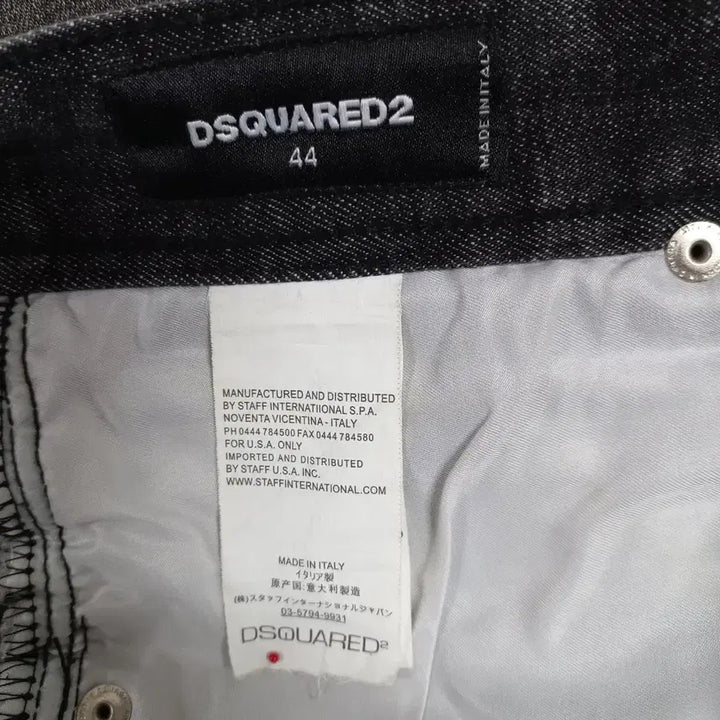 DSQUARED2
44
MADE IN ITALY
MANUFACTURED AND DISTRIBUTED
BY STAFF INTERNATIIONAL S.P.A.
NOVENTA VICENTINA - ITALY
PH 0444 784500 FAX 0444 784580
FOR U.S.A. ONLY
IMPORTED AND DISTRIBUTED
BY STAFF U.S.A. INC.
WWW.STAFFINTERNATIONAL.COM
MADE IN ITALY
イタリア製
原产国:意大利制造
(株)スタッフインターナショナルジャパン
03-5794-9931
DSQUARED2